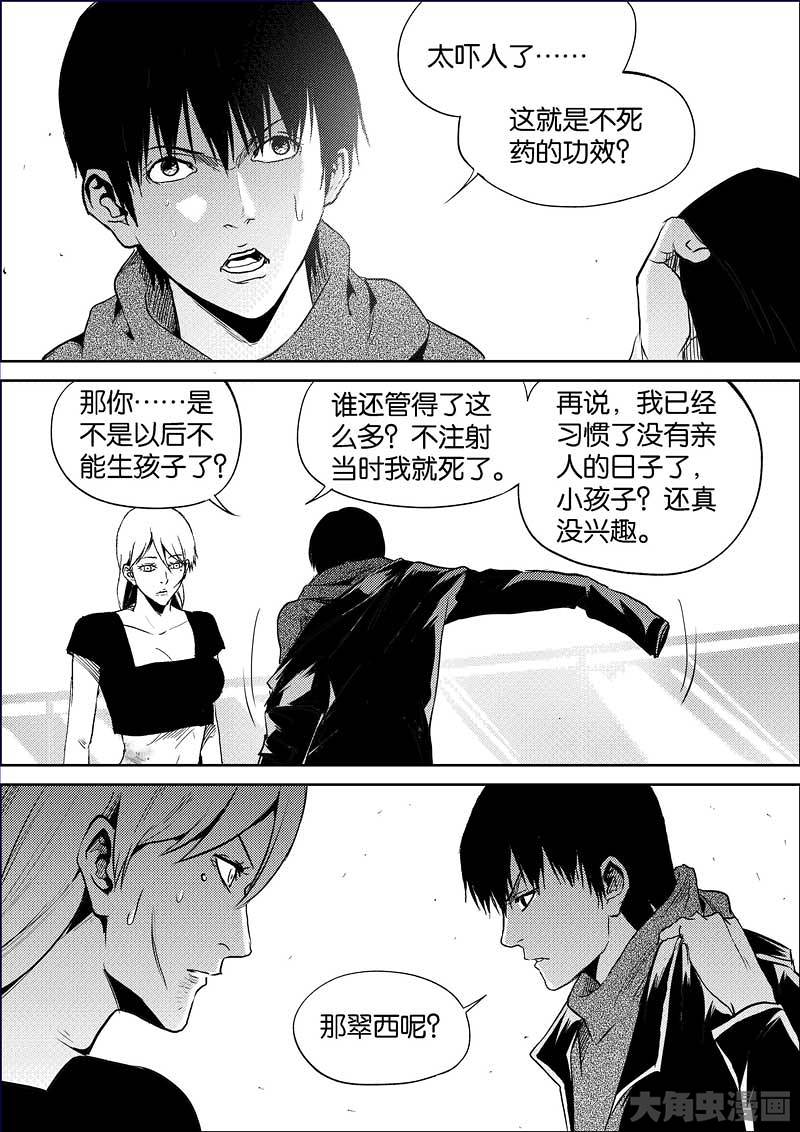 太吓人了……
这就是不死
药的功效？
那你……是
不是以后不
能生孩子了？
谁还管得了这
么多？不注射
当时我就死了。
再说，我已经
习惯了没有亲
人的日子了，
小孩子？还真
没兴趣。
那翠西呢？
大角虫漫画